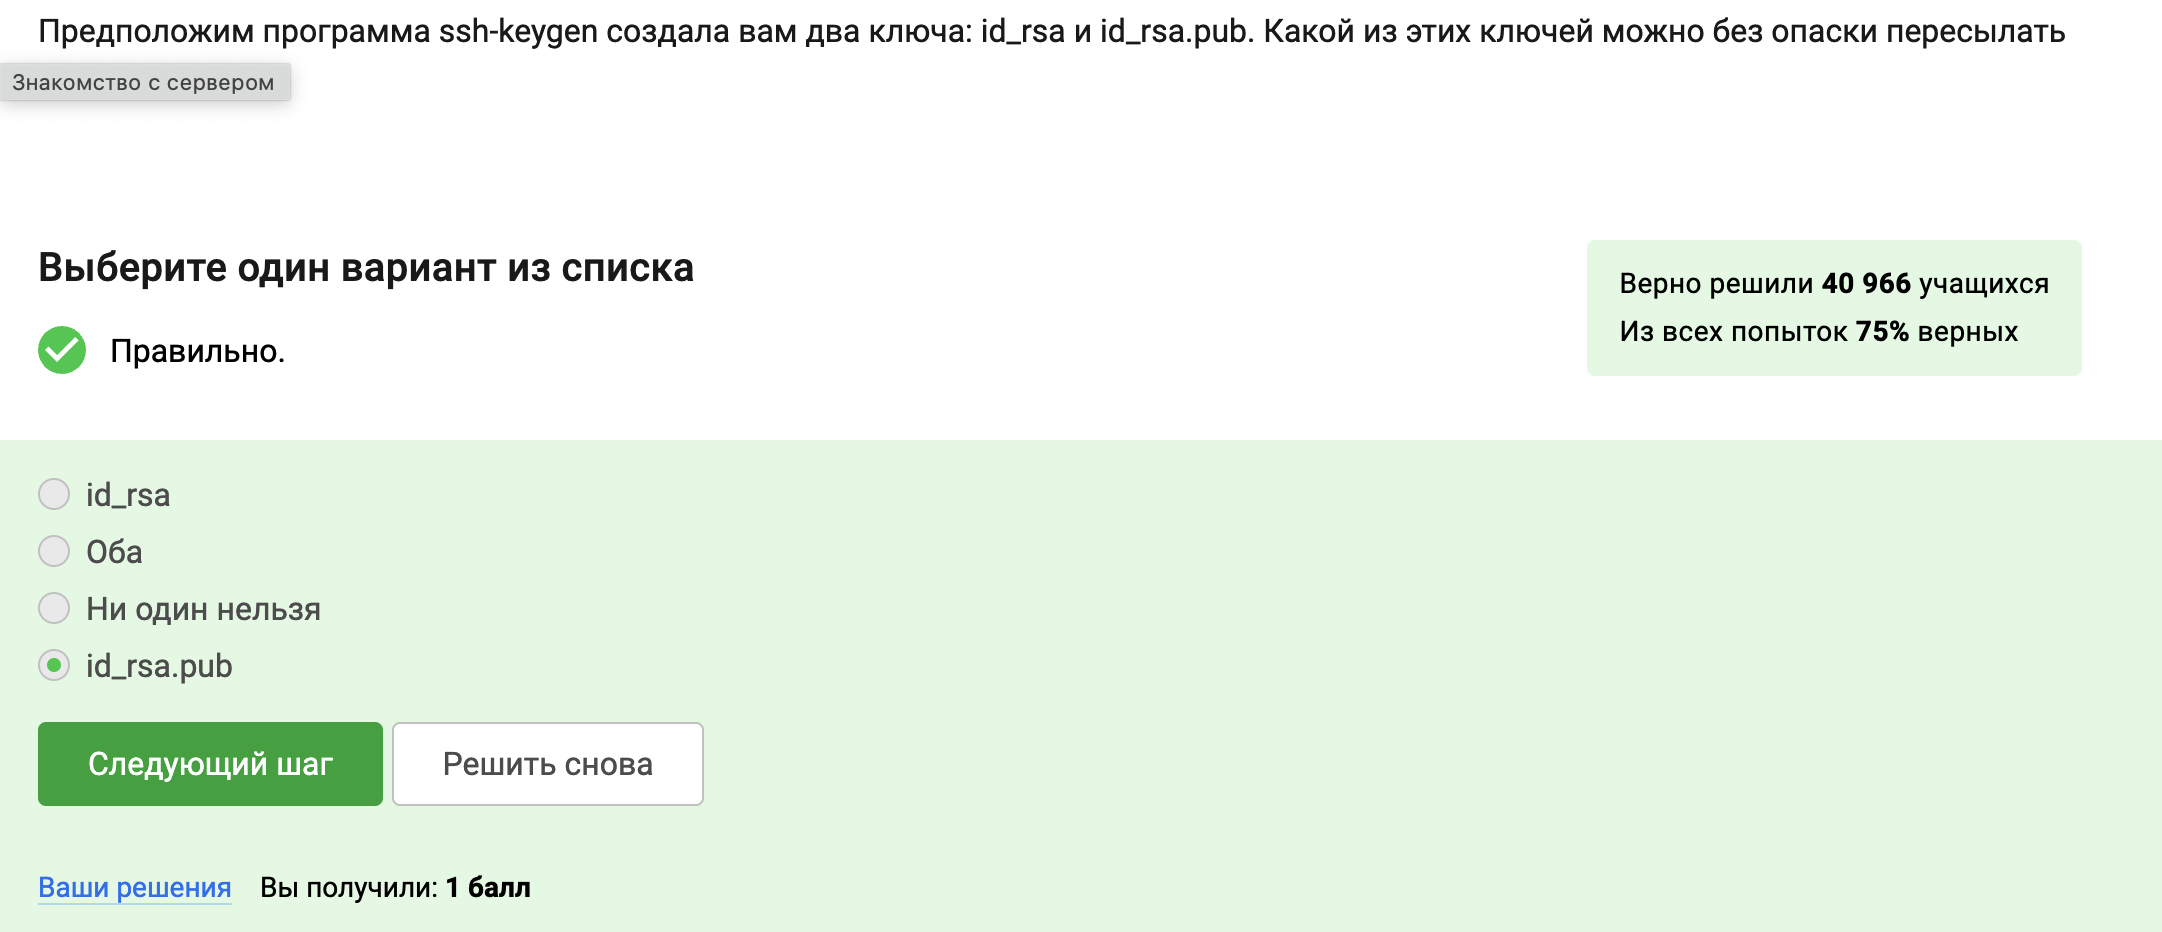 Предположим программа ssh-keygen создала вам два ключа: id_rsa и id_rsa.pub. Какой из этих ключей можно без опаски пересылать
Знакомство с сервером
Выберите один вариант из списка
Правильно.
Верно решили 40 966 учащихся
Из всех попыток 75% верных
id_rsa
Оба
Ни один нельзя
id_rsa.pub
Следующий шаг
Решить снова
Ваши решения Вы получили: 1 балл